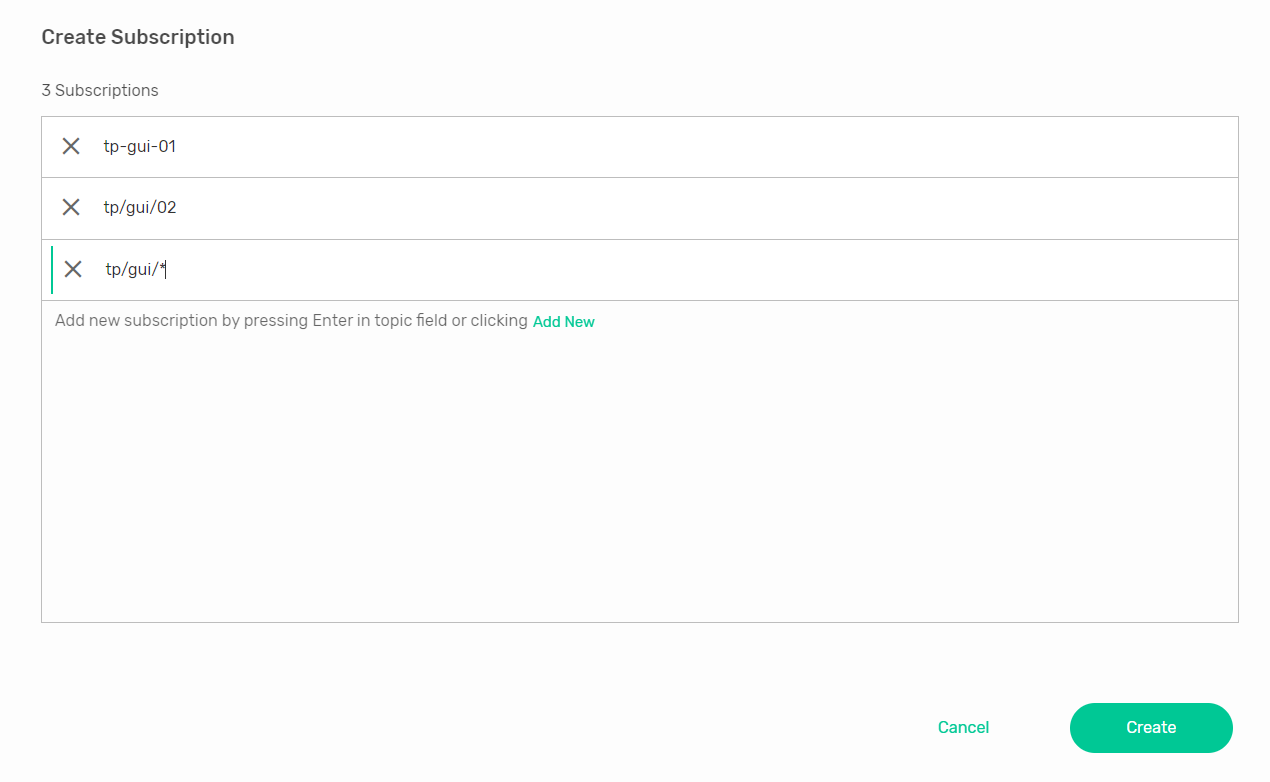 Create Subscription
3 Subscriptions
tp-gui-01
tp/gui/02
tp/gui/*
Add new subscription by pressing Enter in topic field or clicking Add New
Cancel
Create